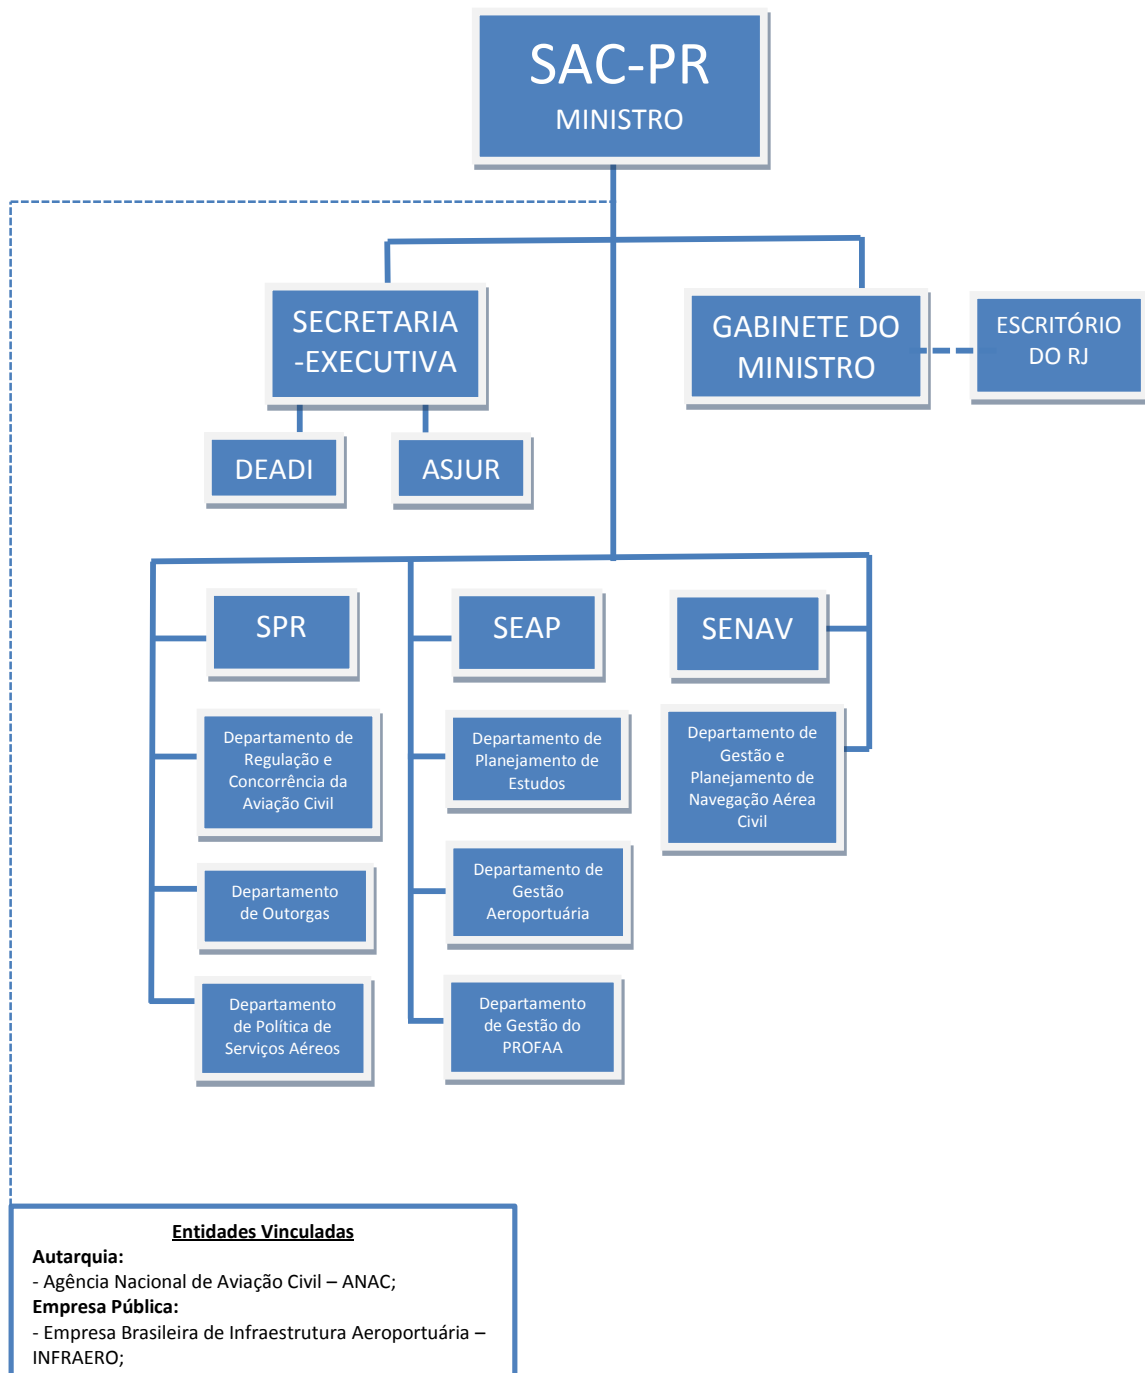 SAC-PR
MINISTRO
SECRETARIA
-EXECUTIVA
GABINETE DO
MINISTRO
ESCRITÓRIO
DO RJ
DEADI
ASJUR
SPR
SEAP
SENAV
Departamento de
Regulação e
Concorrência da
Aviação Civil
Departamento de
Planejamento de
Estudos
Departamento de
Gestão e
Planejamento de
Navegação Aérea
Civil
Departamento
de Outorgas
Departamento de
Gestão
Aeroportuária
Departamento
de Política de
Serviços Aéreos
Departamento
de Gestão do
PROFAA
Entidades Vinculadas
Autarquia:
- Agência Nacional de Aviação Civil – ANAC;
Empresa Pública:
- Empresa Brasileira de Infraestrutura Aeroportuária –
INFRAERO;